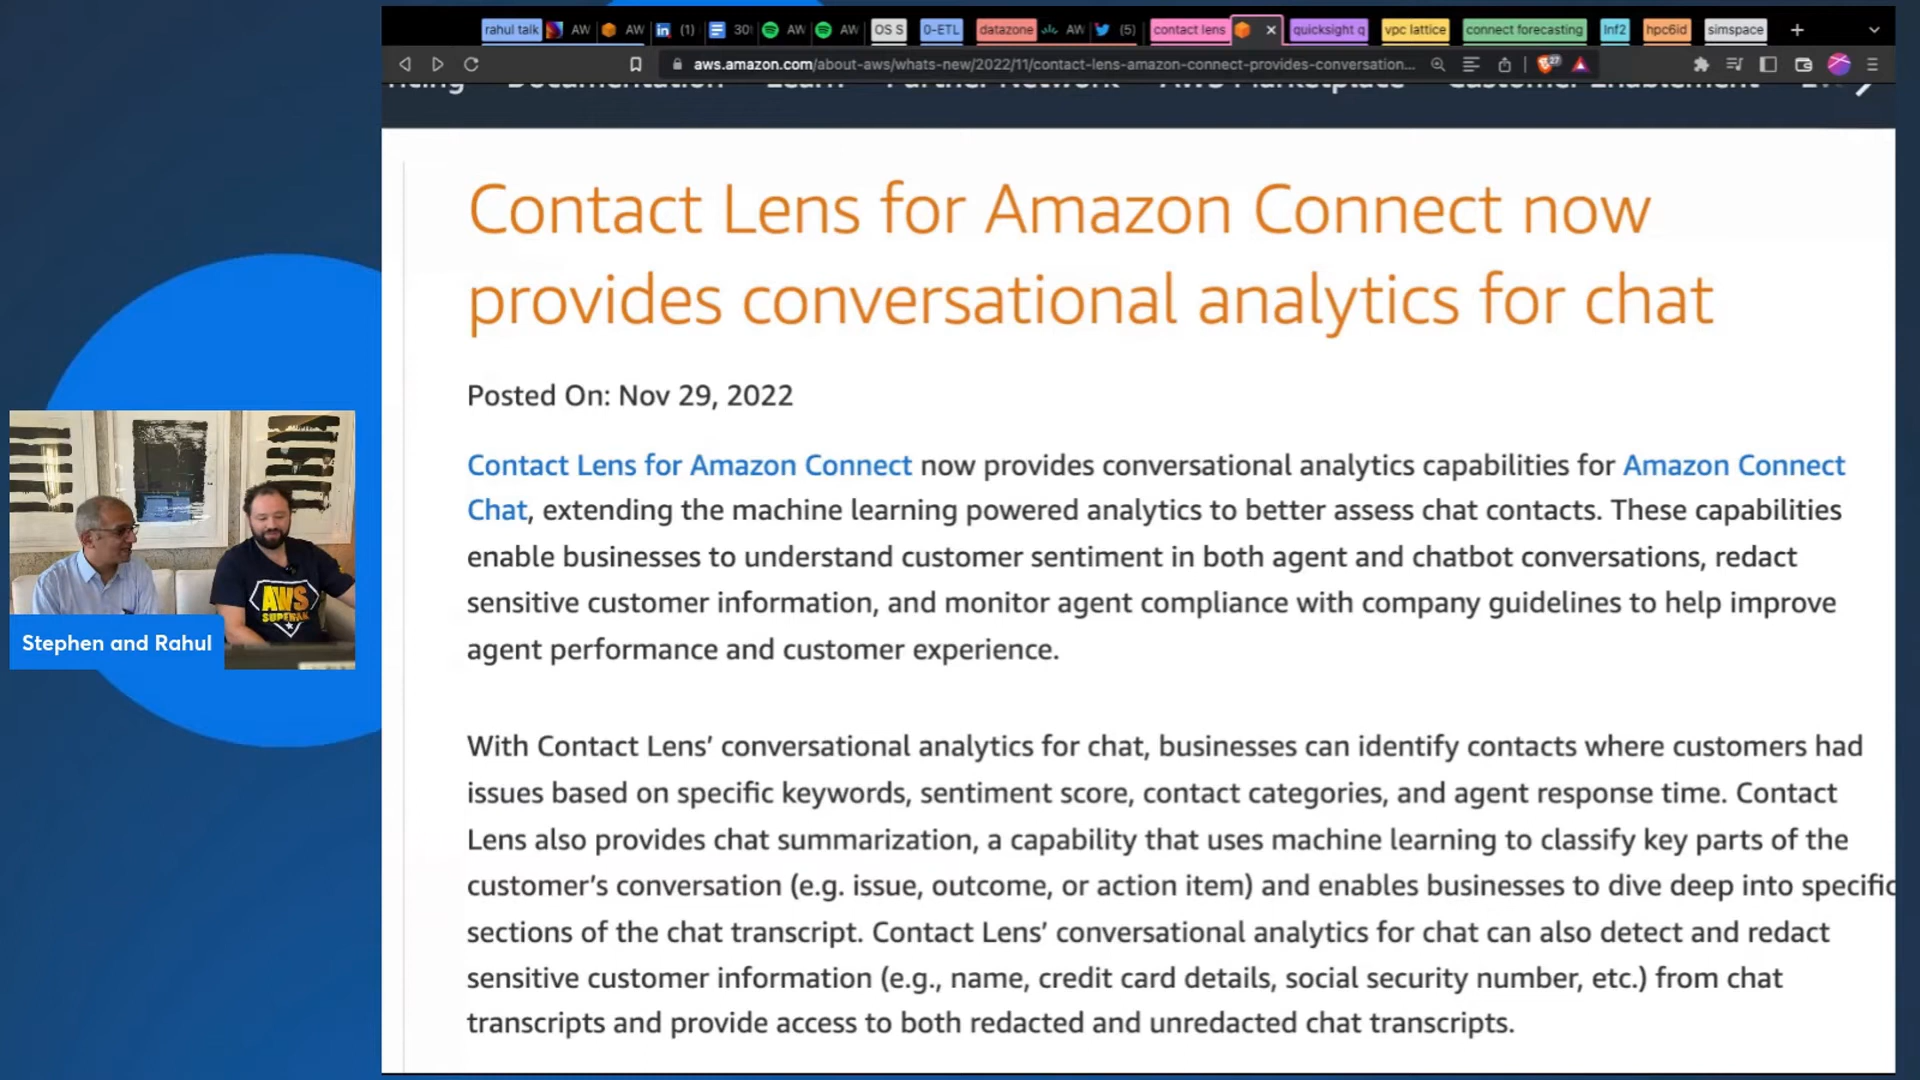 rahul talk AW AW (1) 30 AW AW OS S 0-ETL datazone AW (5) contact lens quicksight q vpc lattice connect forecasting Inf2 hpc6id simspace
aws.amazon.com/about-aws/whats-new/2022/11/contact-lens-amazon-connect-provides-conversation... 27
Pricing Documentation Learn Partner Network AWS Marketplace Customer Enablement
Contact Lens for Amazon Connect now
provides conversational analytics for chat
Posted On: Nov 29, 2022
Contact Lens for Amazon Connect now provides conversational analytics capabilities for Amazon Connect
Chat, extending the machine learning powered analytics to better assess chat contacts. These capabilities
enable businesses to understand customer sentiment in both agent and chatbot conversations, redact
sensitive customer information, and monitor agent compliance with company guidelines to help improve
agent performance and customer experience.
With Contact Lens’ conversational analytics for chat, businesses can identify contacts where customers had
issues based on specific keywords, sentiment score, contact categories, and agent response time. Contact
Lens also provides chat summarization, a capability that uses machine learning to classify key parts of the
customer’s conversation (e.g. issue, outcome, or action item) and enables businesses to dive deep into specific
sections of the chat transcript. Contact Lens’ conversational analytics for chat can also detect and redact
sensitive customer information (e.g., name, credit card details, social security number, etc.) from chat
transcripts and provide access to both redacted and unredacted chat transcripts.
AWS
SUPERFAN
Stephen and Rahul